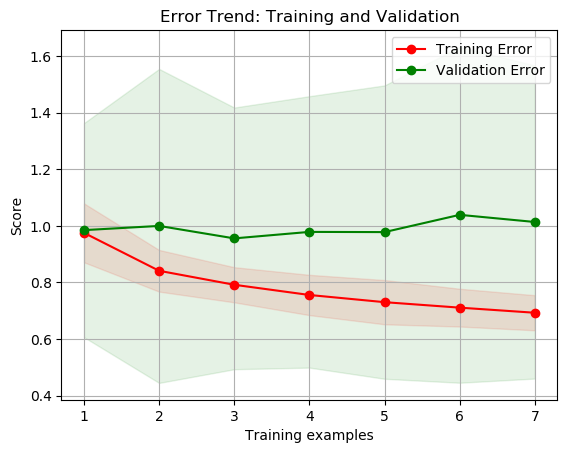 Error Trend: Training and Validation
Training Error
Validation Error
Score
1.6
1.4
1.2
1.0
0.8
0.6
0.4
1 2 3 4 5 6 7
Training examples